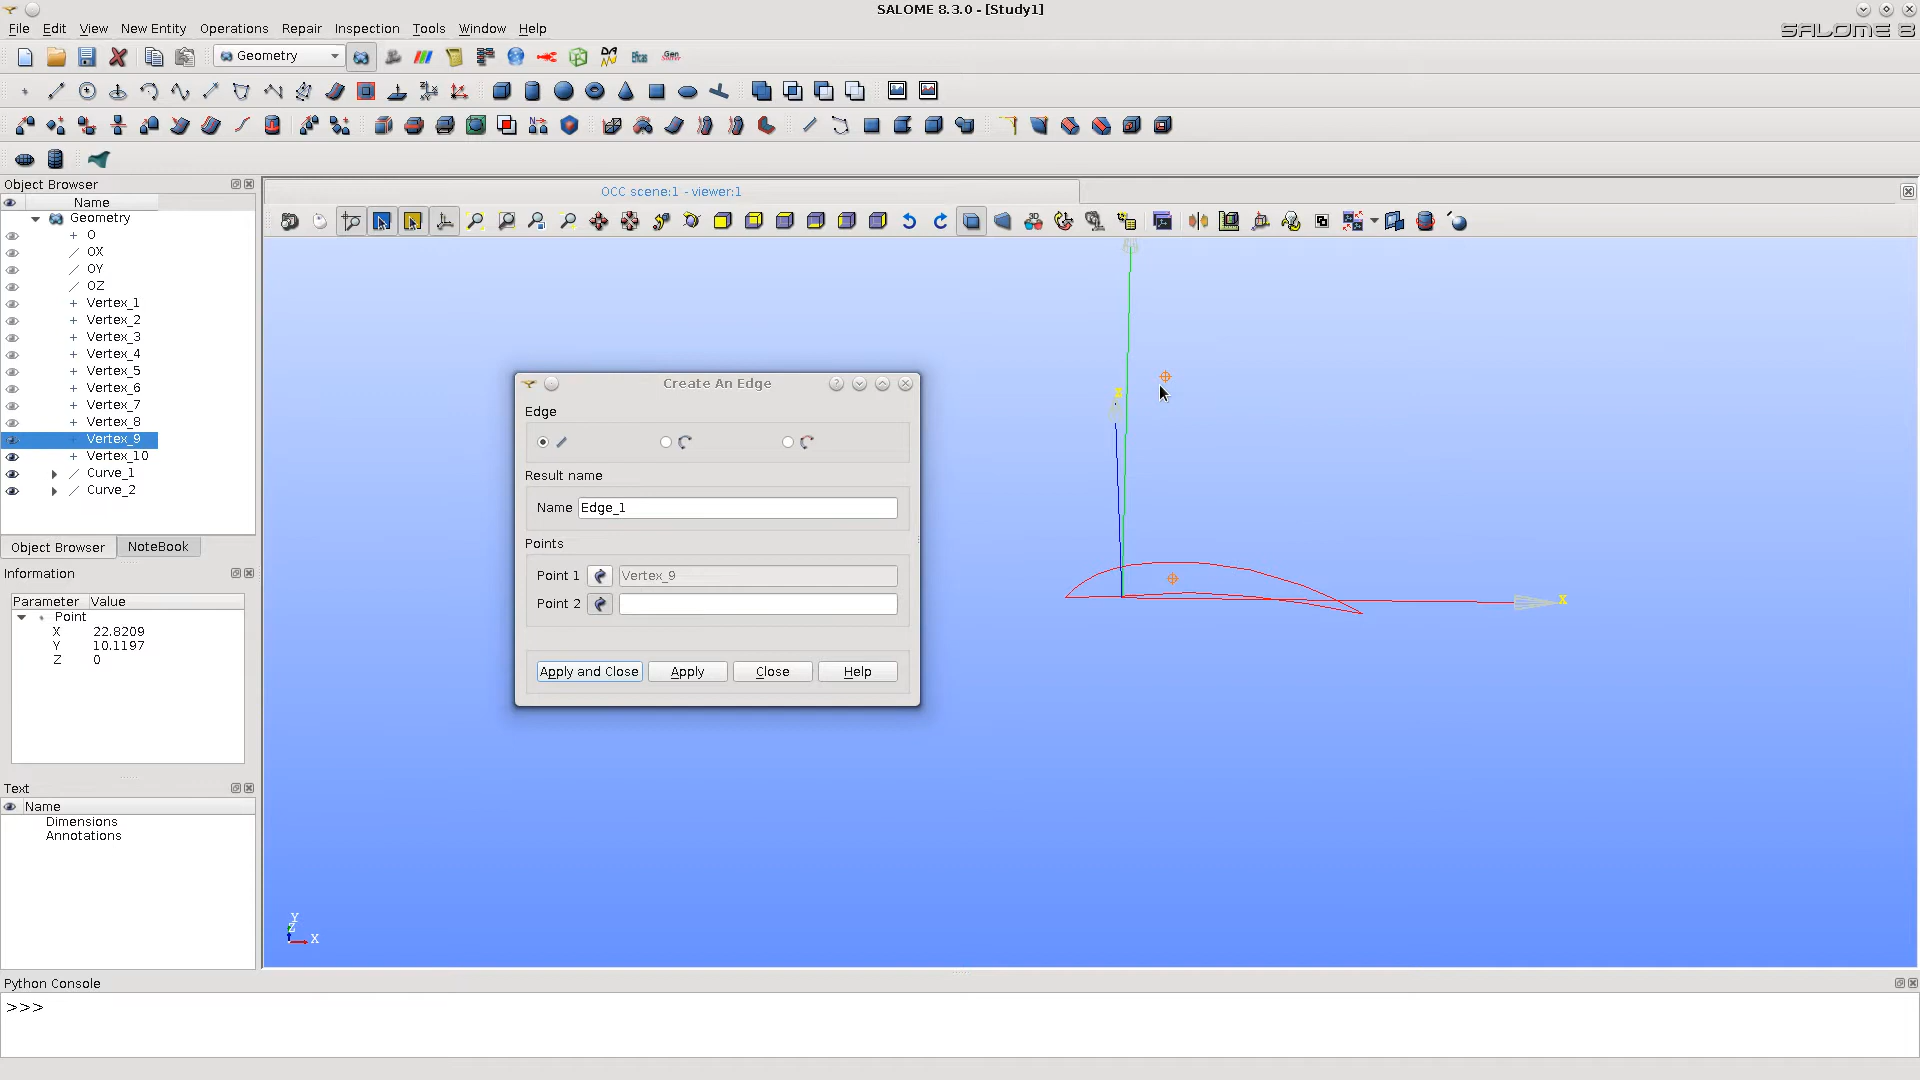 SALOME 8.3.0 - [Study1]
File Edit View New Entity Operations Repair Inspection Tools Window Help
SALOME 8
Geometry
Object Browser
OCC scene:1 - viewer:1
Name
Geometry
O
OX
OY
OZ
Vertex_1
Vertex_2
Vertex_3
Vertex_4
Vertex_5
Vertex_6
Vertex_7
Vertex_8
Vertex_9
Vertex_10
Curve_1
Curve_2
Object Browser NoteBook
Information
Parameter Value
Point
X 22.8209
Y 10.1197
Z 0
Text
Name
Dimensions
Annotations
Create An Edge
Edge
Result name
Name Edge_1
Points
Point 1 Vertex_9
Point 2
Apply and Close Apply Close Help
Z
X
Y
Z
X
Python Console
>>>